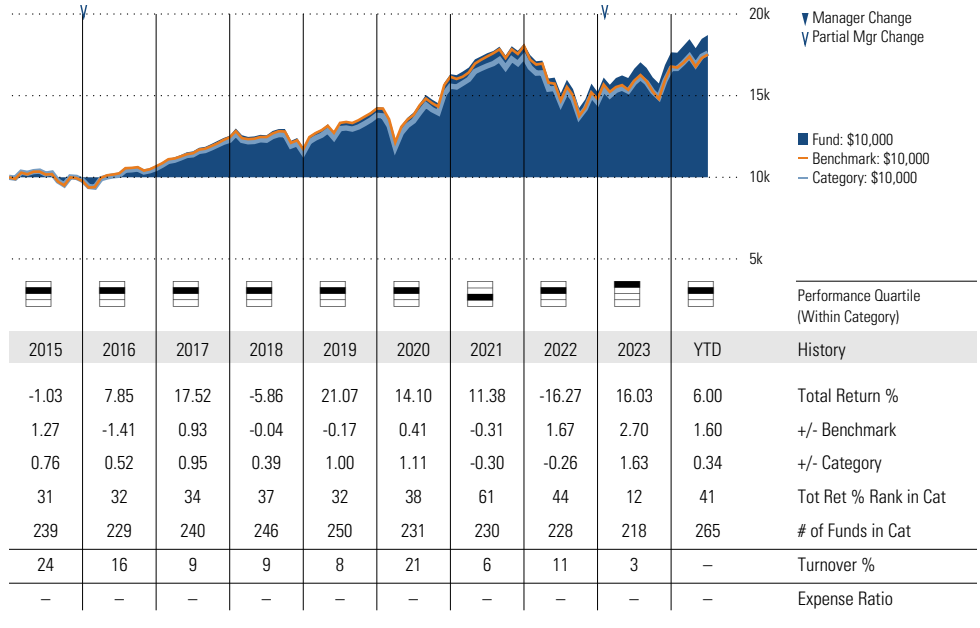 20k
Manager Change
Partial Mgr Change
15k
Fund: $10,000
Benchmark: $10,000
Category: $10,000
10k
5k
Performance Quartile
(Within Category)
2015 2016 2017 2018 2019 2020 2021 2022 2023 YTD History
-1.03 7.85 17.52 -5.86 21.07 14.10 11.38 -16.27 16.03 6.00 Total Return %
1.27 -1.41 0.93 -0.04 -0.17 0.41 -0.31 1.67 2.70 1.60 +/- Benchmark
0.76 0.52 0.95 0.39 1.00 1.11 -0.30 -0.26 1.63 0.34 +/- Category
31 32 34 37 32 38 61 44 12 41 Tot Ret % Rank in Cat
239 229 240 246 250 231 230 228 218 265 # of Funds in Cat
24 16 9 9 8 21 6 11 3 – Turnover %
– – – – – – – – – – Expense Ratio